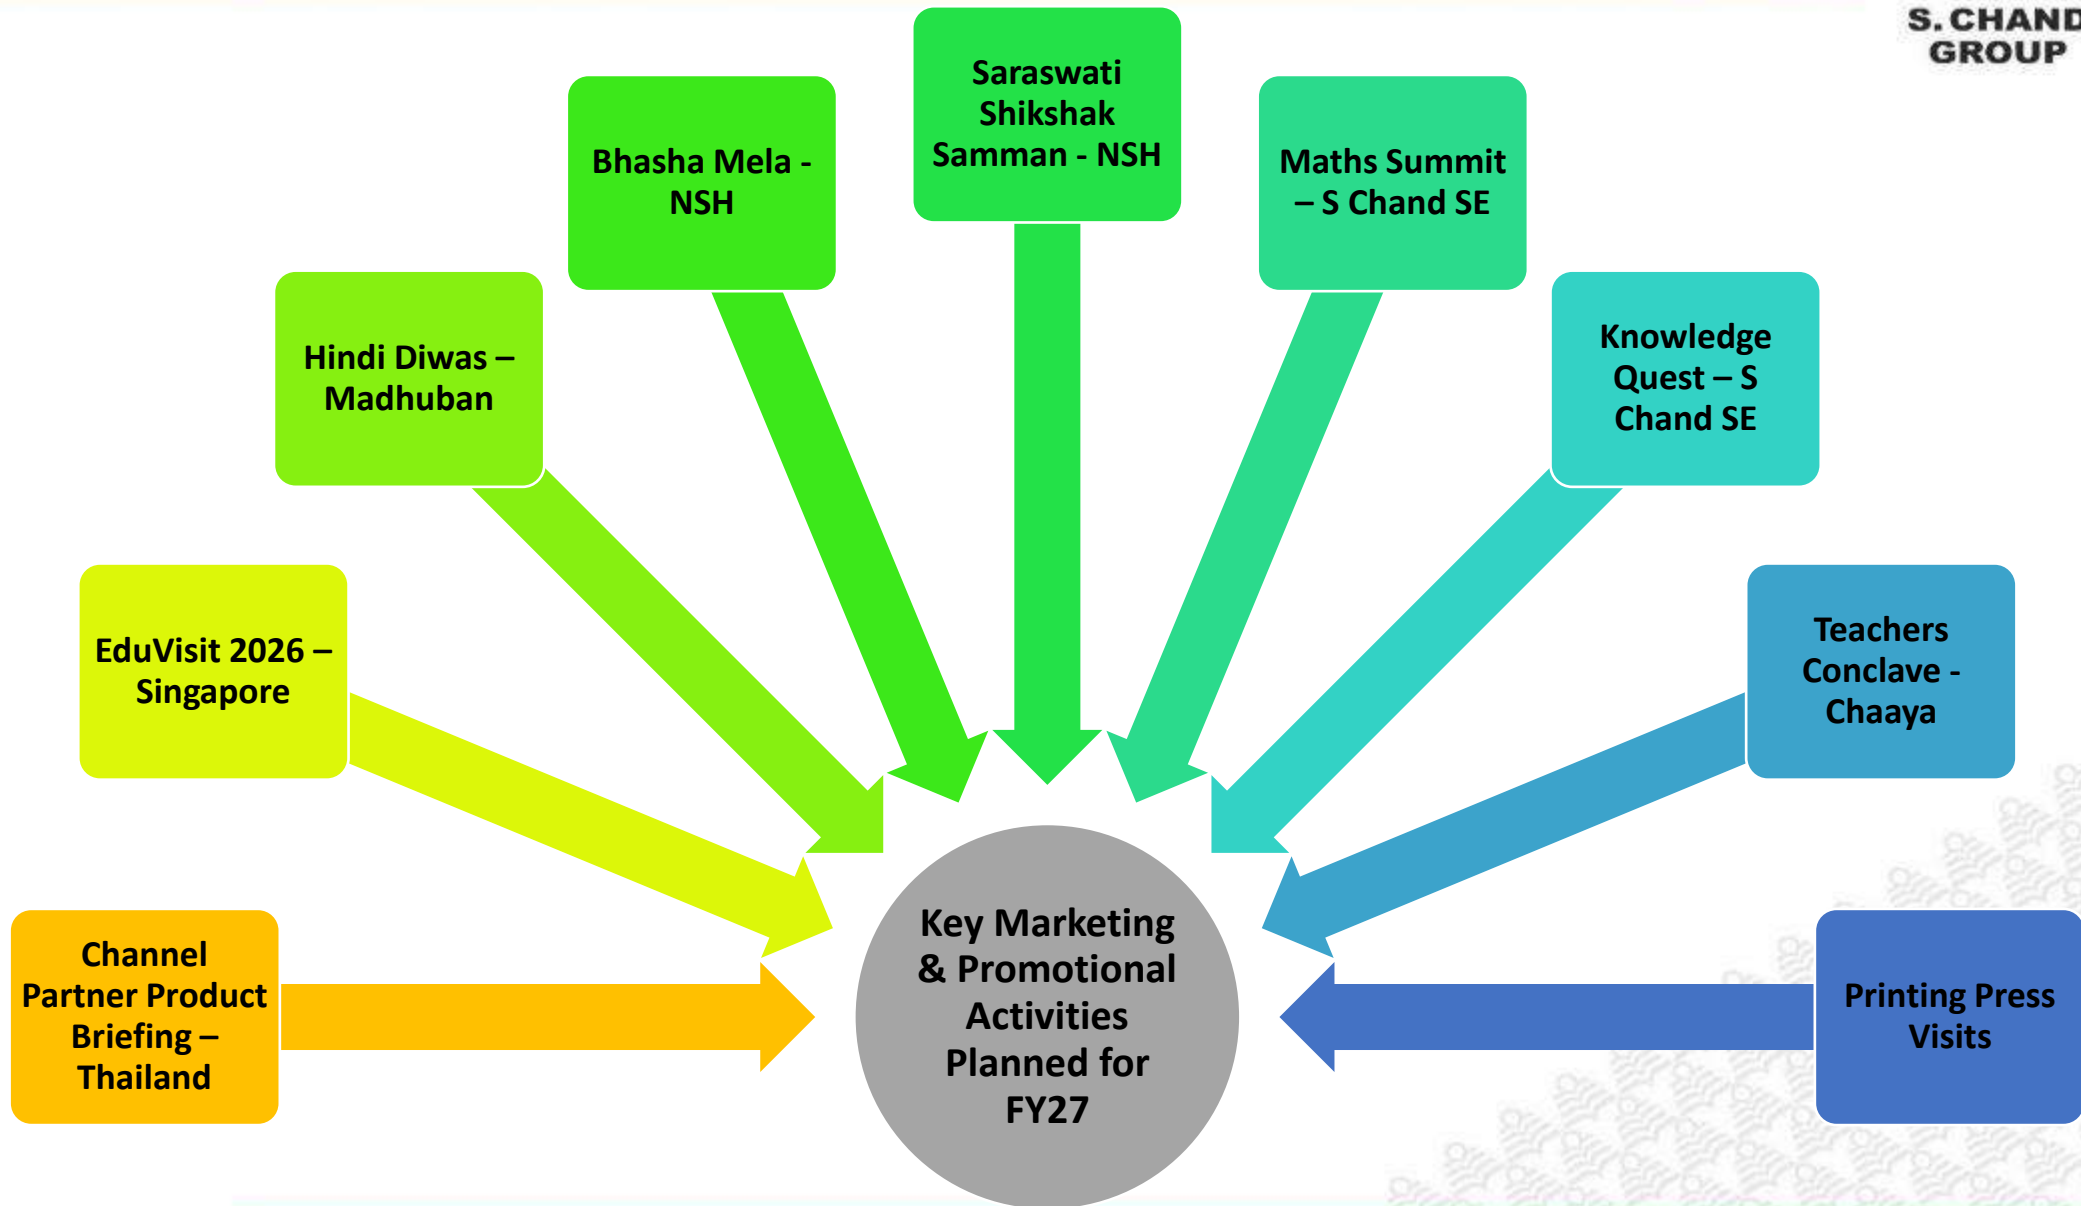 S. CHAND
GROUP
Saraswati
Shikshak
Samman - NSH
Bhasha Mela -
NSH
Maths Summit
– S Chand SE
Hindi Diwas –
Madhuban
Knowledge
Quest – S
Chand SE
EduVisit 2026 –
Singapore
Teachers
Conclave -
Chaaya
Channel
Partner Product
Briefing –
Thailand
Key Marketing
& Promotional
Activities
Planned for
FY27
Printing Press
Visits